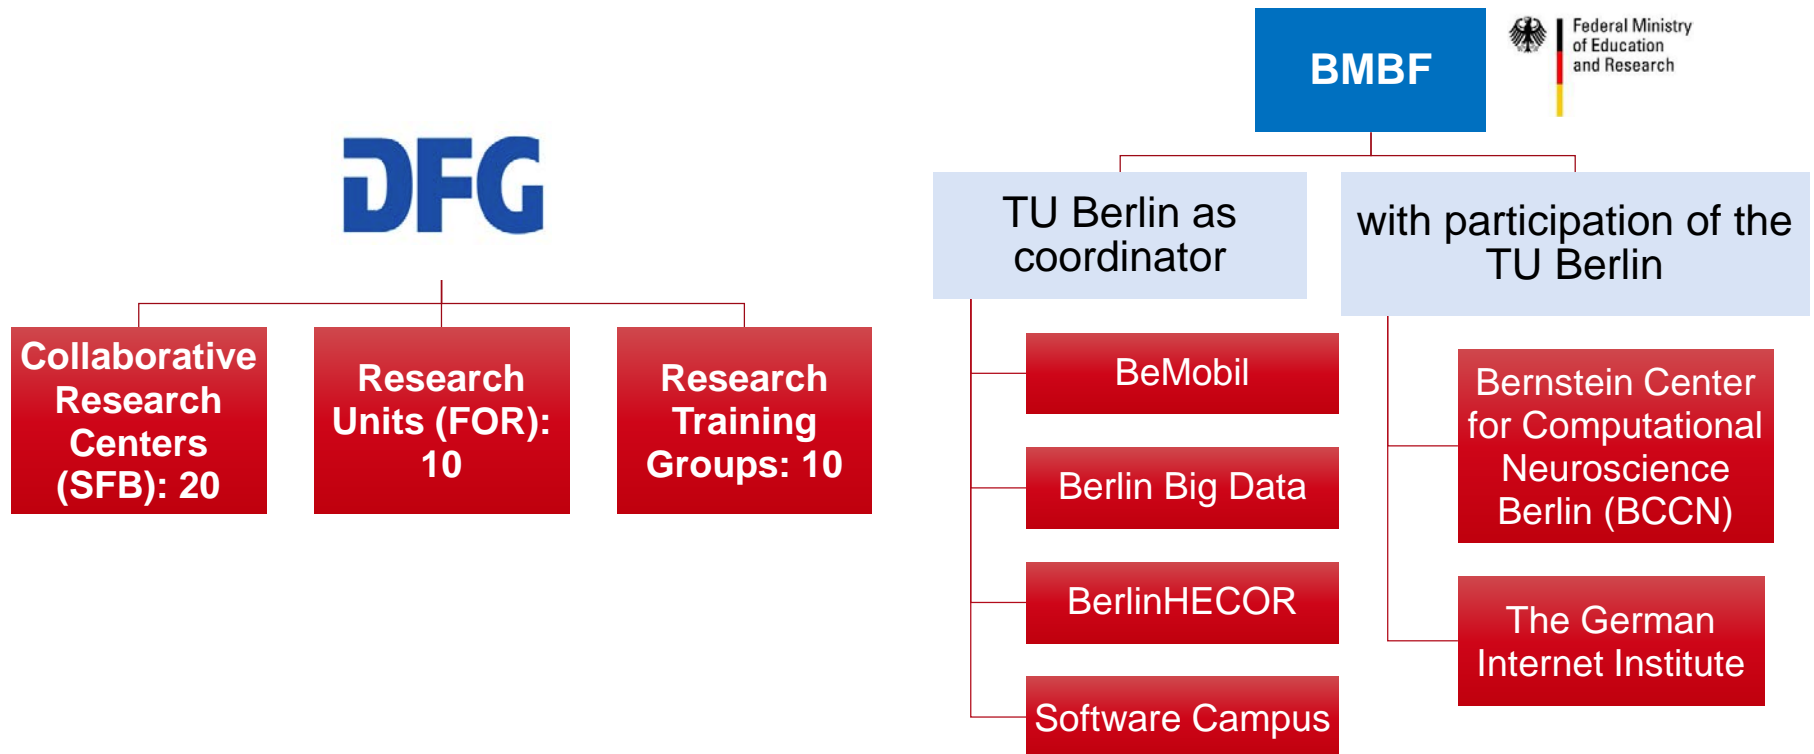 DFG
Collaborative
Research
Centers
(SFB): 20
Research
Units (FOR):
10
Research
Training
Groups: 10
BMBF
Federal Ministry
of Education
and Research
TU Berlin as
coordinator
BeMobil
Berlin Big Data
BerlinHECOR
Software Campus
with participation of the
TU Berlin
Bernstein Center
for Computational
Neuroscience
Berlin (BCCN)
The German
Internet Institute